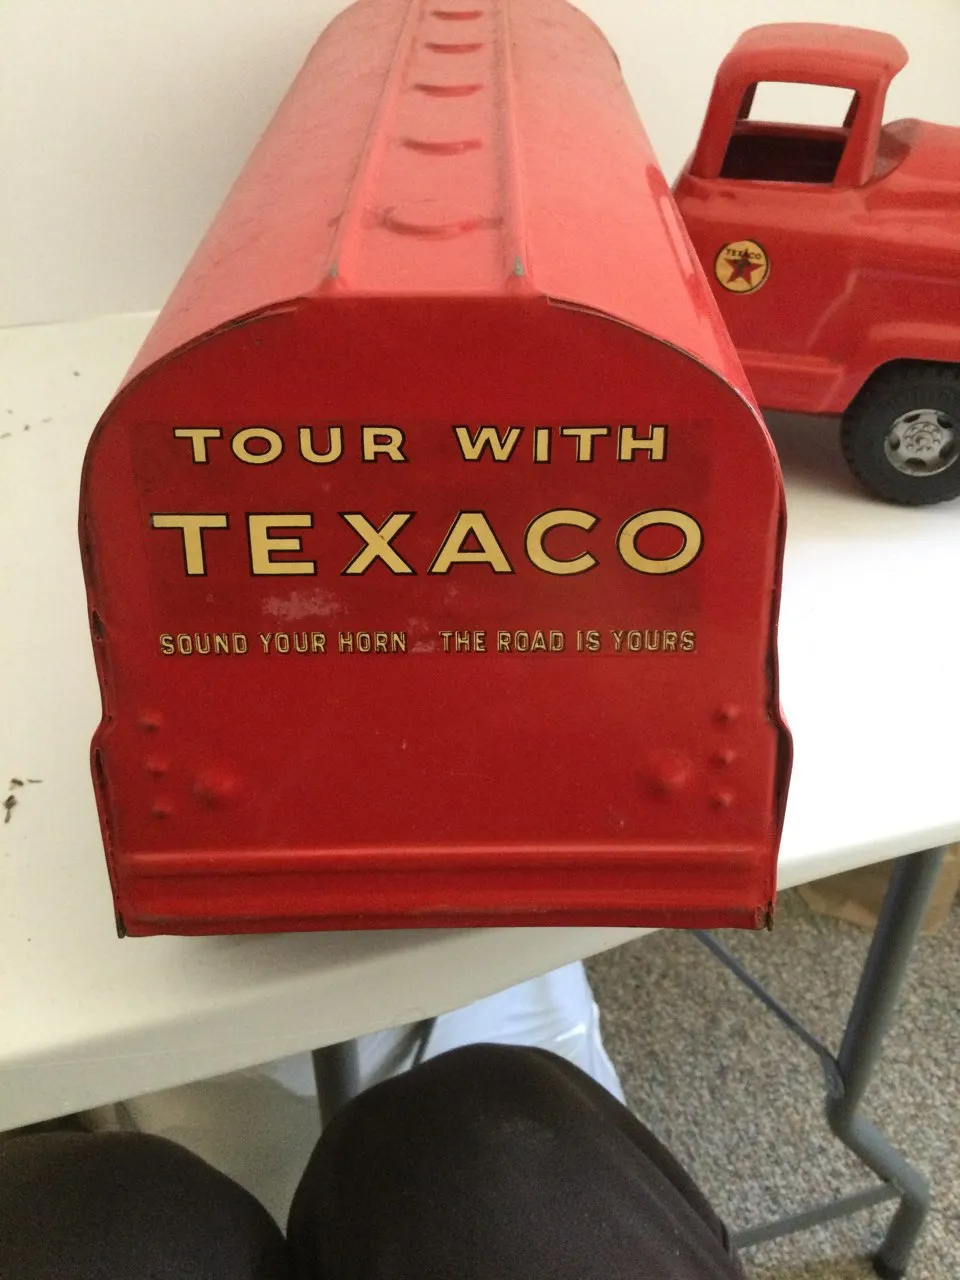 TEXACO
TOUR WITH
TEXACO
SOUND YOUR HORN THE ROAD IS YOURS